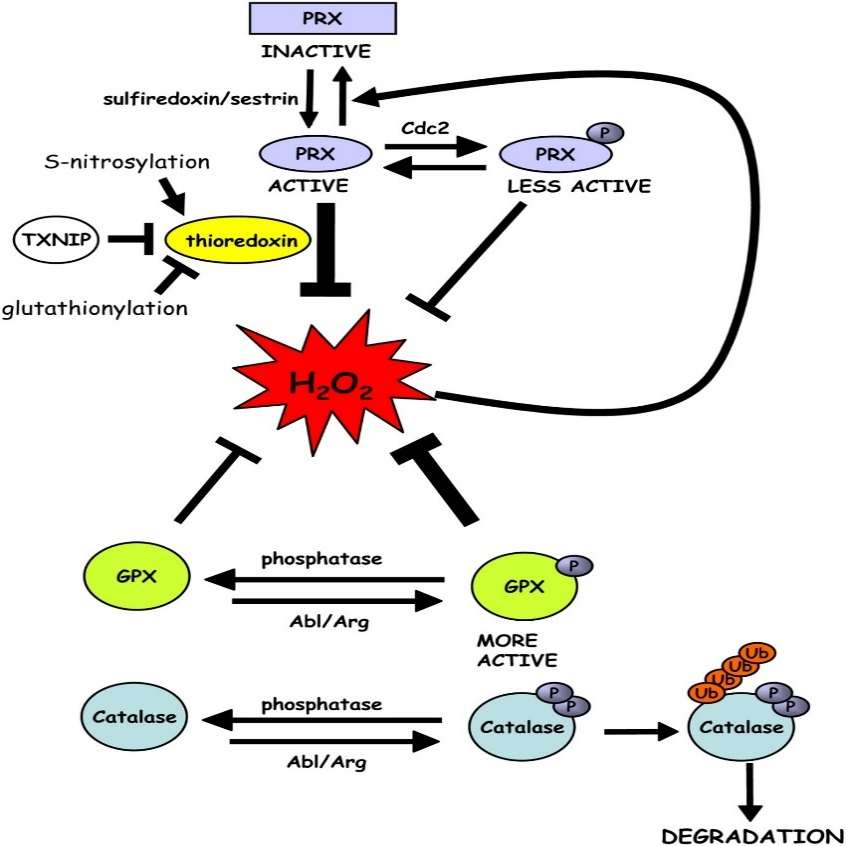 PRX
INACTIVE
sulfiredoxin/sestrin
Cdc2
P
PRX
PRX
ACTIVE
LESS ACTIVE
S-nitrosylation
TXNIP
thioredoxin
glutathionylation
H₂O₂
GPX
phosphatase
Abl/Arg
P
GPX
MORE
ACTIVE
Catalase
phosphatase
Abl/Arg
P
P
Catalase
Ub
Ub
Ub
Ub
P
P
Catalase
DEGRADATION